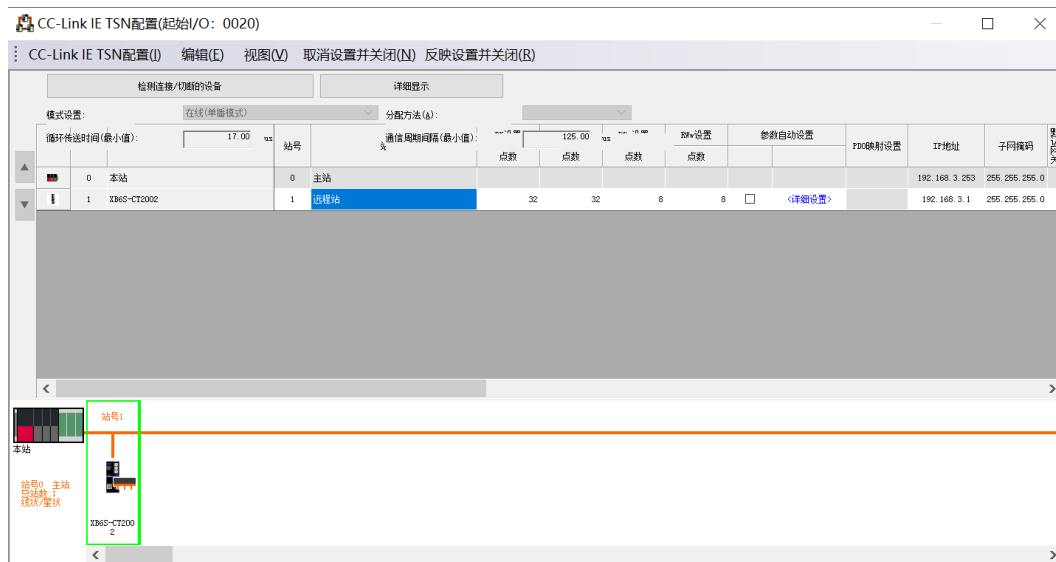 CC-Link IE TSN配置(起始I/O: 0020)
CC-Link IE TSN配置(I) 编辑(E) 视图(V) 取消设置并关闭(N) 反映设置并关闭(R)
检测连接/切断的设备 详细显示
模式设置: 在线(单播模式) 分配方法(A):
循环传送时间(最小值): 17.00 us 通信周期间隔(最小值): 125.00 us
站号 RWw设置 参数自动设置 PDO映射设置 IP地址 子网掩码
点数 点数 点数 点数
0 本站 0 主站 192.168.3.253 255.255.255.0
1 XB6S-CT2002 1 远程站 32 32 8 8 <详细设置> 192.168.3.1 255.255.255.0
站号1
本站
站号0 主站
总站数:1
线状/星状
XB6S-CT200
2